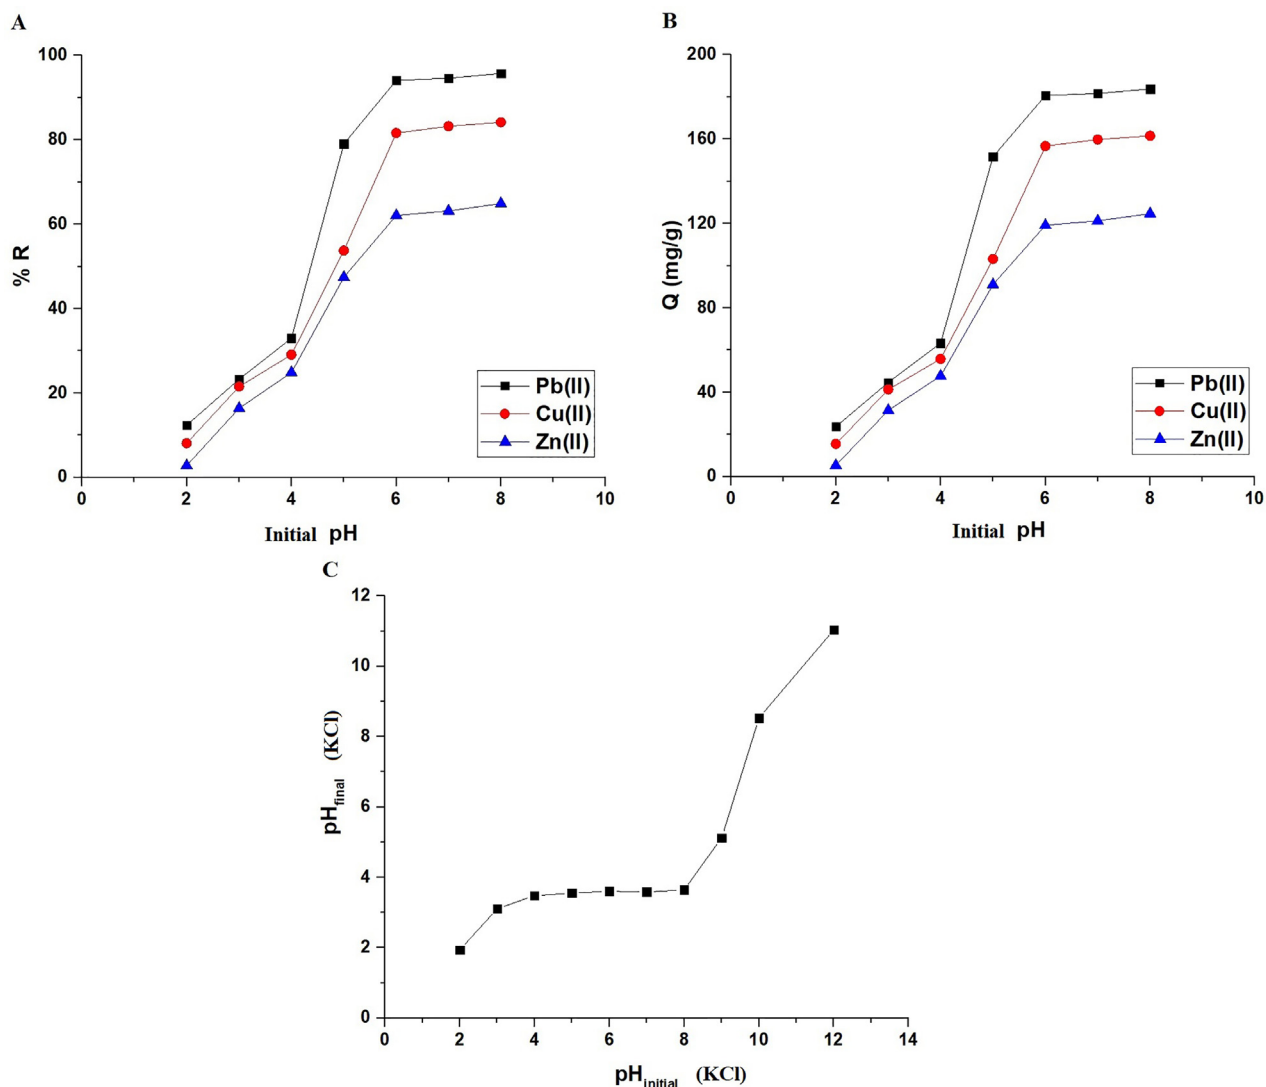 A
100
80
60
40
20
0
% R
0 2 4 6 8 10
Initial pH
Pb(II)
Cu(II)
Zn(II)
B
200
160
120
80
40
0
Q (mg/g)
0 2 4 6 8 10
Initial pH
Pb(II)
Cu(II)
Zn(II)
C
12
10
8
6
4
2
0
pHfinal (KCl)
0 2 4 6 8 10 12 14
pHinitial (KCl)